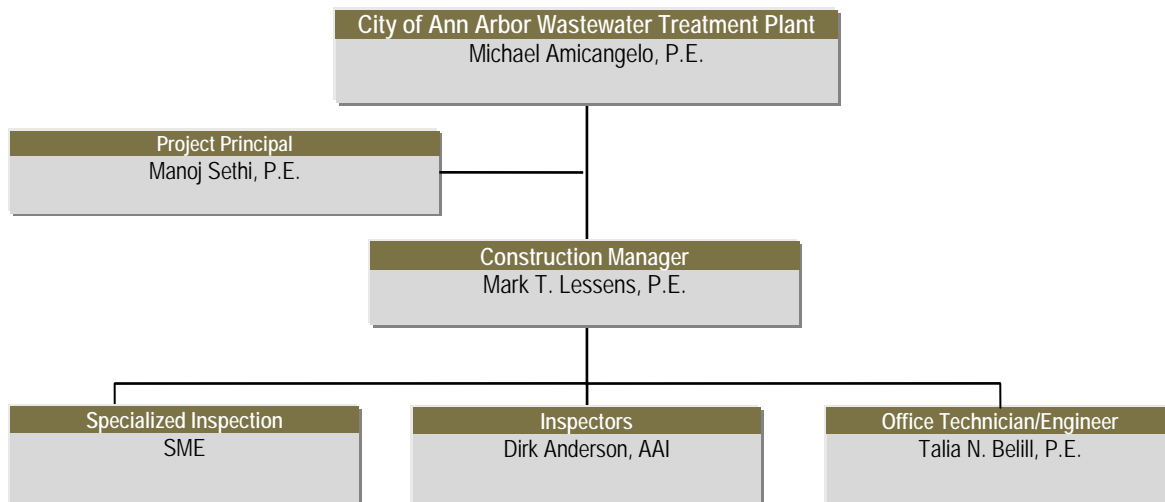 City of Ann Arbor Wastewater Treatment Plant
Michael Amicangelo, P.E.
Project Principal
Manoj Sethi, P.E.
Construction Manager
Mark T. Lessens, P.E.
Specialized Inspection
SME
Inspectors
Dirk Anderson, AAI
Office Technician/Engineer
Talia N. Belill, P.E.